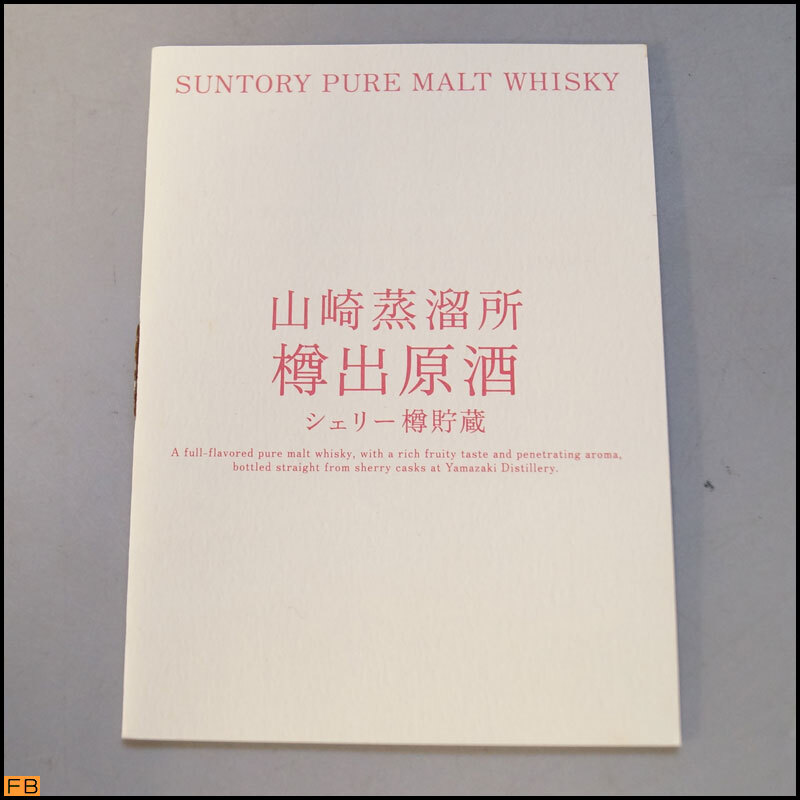 SUNTORY PURE MALT WHISKY
山崎蒸溜所
樽出原酒
シェリー樽貯蔵
A full-flavored pure malt whisky, with a rich fruity taste and penetrating aroma,
bottled straight from sherry casks at Yamazaki Distillery.
FB